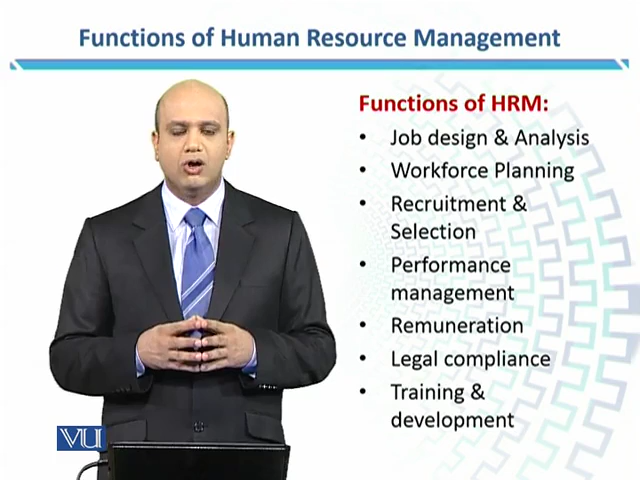 Functions of Human Resource Management
Functions of HRM:
• Job design & Analysis
• Workforce Planning
• Recruitment &
Selection
• Performance
management
• Remuneration
• Legal compliance
• Training &
development
VU